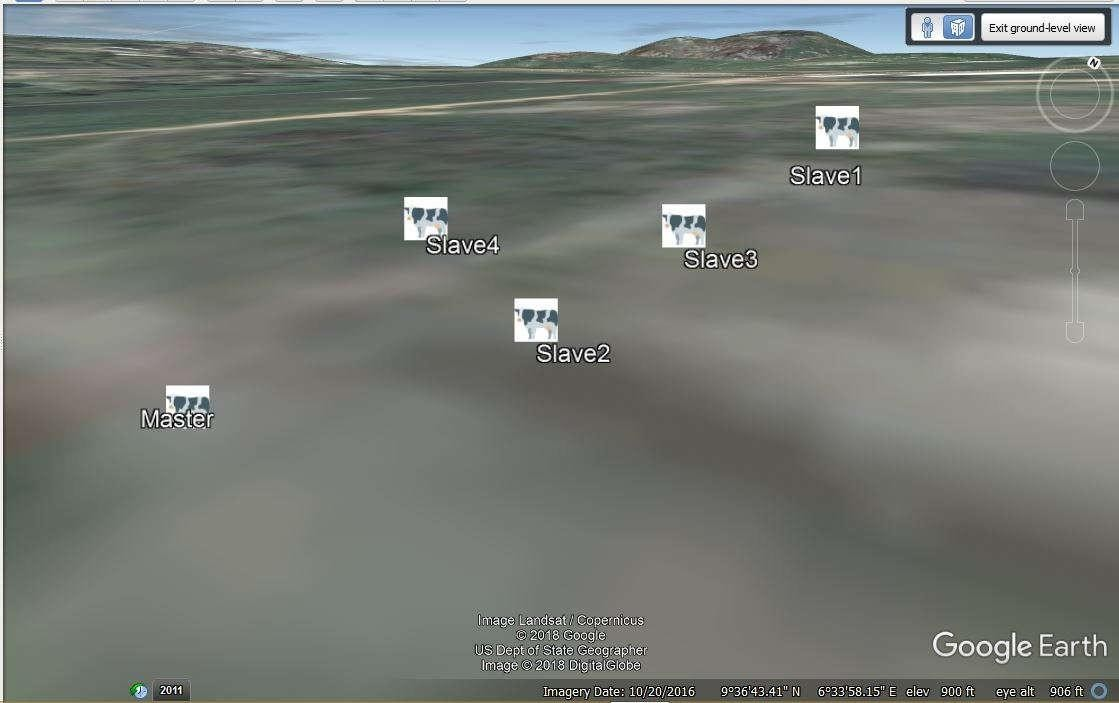 Exit ground-level view
N
Slave1
Slave4
Slave3
Slave2
Master
Image Landsat / Copernicus
© 2018 Google
US Dept of State Geographer
Image © 2018 DigitalGlobe
Google Earth
2011
Imagery Date: 10/20/2016 9°36'43.41" N 6°33'58.15" E elev 900 ft eye alt 906 ft